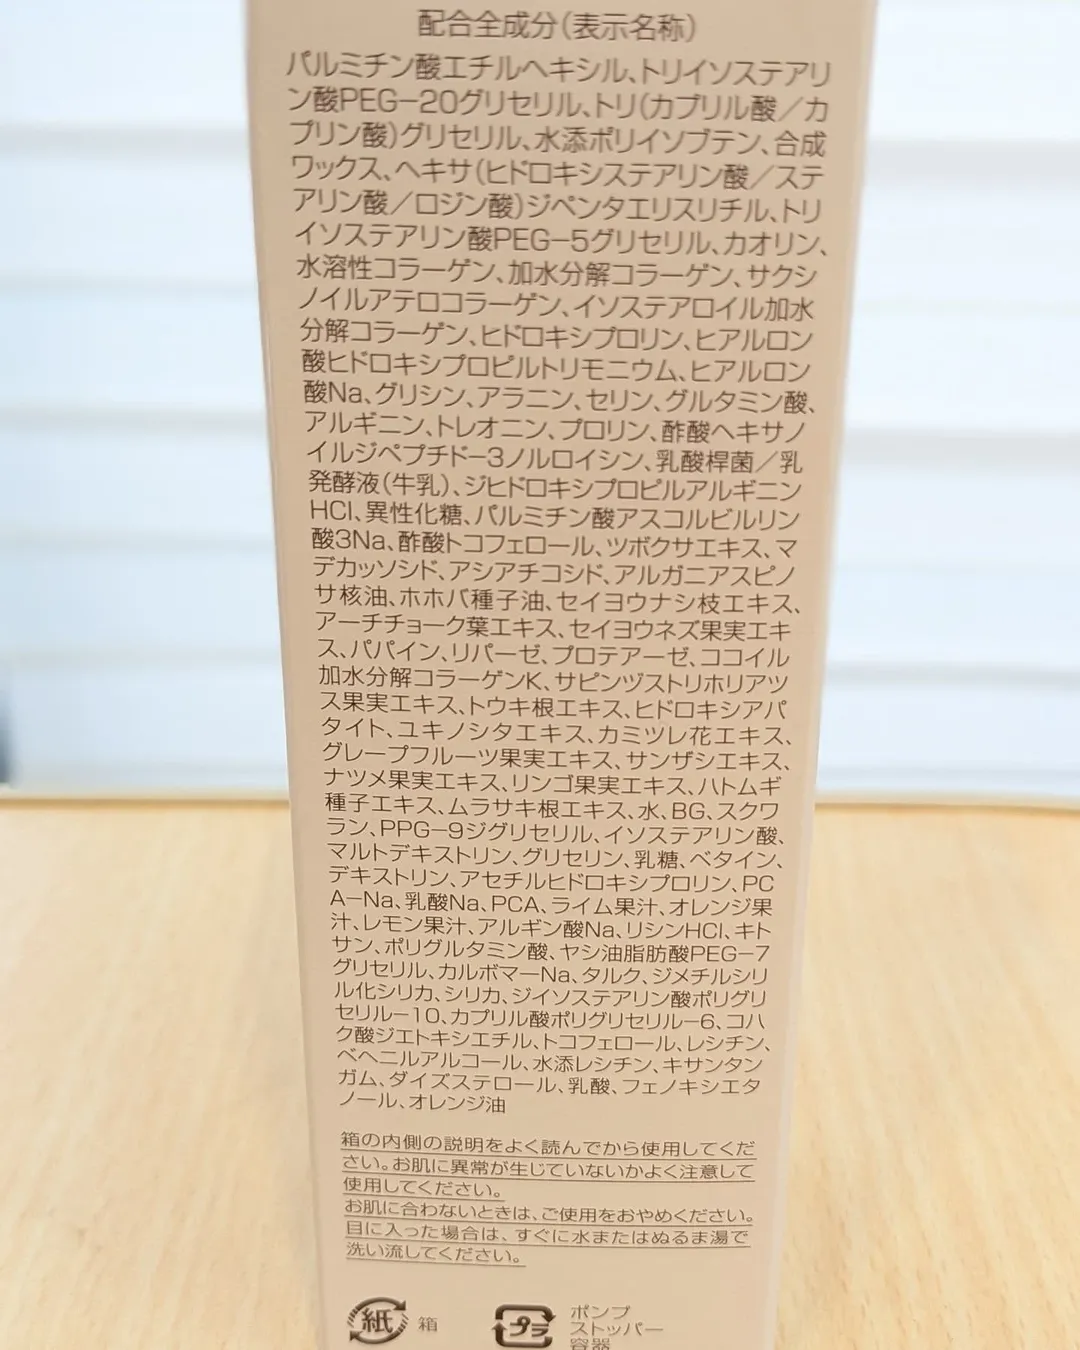 配合全成分(表示名称)
パルミチン酸エチルヘキシル、トリイソステアリ
ン酸PEG−20グリセリル、トリ(カプリル酸／カ
プリン酸)グリセリル、水添ポリイソブテン、合成
ワックス、ヘキサ(ヒドロキシステアリン酸／ステ
アリン酸／ロジン酸)ジペンタエリスリチル、トリ
イソステアリン酸PEG−5グリセリル、カオリン、
水溶性コラーゲン、加水分解コラーゲン、サクシ
ノイルアテロコラーゲン、イソステアロイル加水
分解コラーゲン、ヒドロキシプロリン、ヒアルロン
酸ヒドロキシプロピルトリモニウム、ヒアルロン
酸Na、グリシン、アラニン、セリン、グルタミン酸、
アルギニン、トレオニン、プロリン、酢酸ヘキサノ
イルジペプチド−3ノルロイシン、乳酸桿菌／乳
発酵液(牛乳)、ジヒドロキシプロピルアルギニン
HCl、異性化糖、パルミチン酸アスコルビルリン
酸3Na、酢酸トコフェロール、ツボクサエキス、マ
デカッソシド、アシアチコシド、アルガニアスピノ
サ核油、ホホバ種子油、セイヨウナシ枝エキス、
アーチチョーク葉エキス、セイヨウネズ果実エキ
ス、パパイン、リパーゼ、プロテアーゼ、ココイル
加水分解コラーゲンK、サピンヅストリホリアツ
ス果実エキス、トウキ根エキス、ヒドロキシアパ
タイト、ユキノシタエキス、カミツレ花エキス、
グレープフルーツ果実エキス、サンザシエキス、
ナツメ果実エキス、リンゴ果実エキス、ハトムギ
種子エキス、ムラサキ根エキス、水、BG、スクワ
ラン、PPG−9ジグリセリル、イソステアリン酸、
マルトデキストリン、グリセリン、乳糖、ベタイン、
デキストリン、アセチルヒドロキシプロリン、PC
A−Na、乳酸Na、PCA、ライム果汁、オレンジ果
汁、レモン果汁、アルギン酸Na、リシンHCl、キト
サン、ポリグルタミン酸、ヤシ油脂肪酸PEG−7
グリセリル、カルボマーNa、タルク、ジメチルシリ
ル化シリカ、シリカ、ジイソステアリン酸ポリグリ
セリル−10、カプリル酸ポリグリセリル−6、コハ
ク酸ジエトキシエチル、トコフェロール、レシチン、
ベヘニルアルコール、水添レシチン、キサンタン
ガム、ダイズステロール、乳酸、フェノキシエタ
ノール、オレンジ油
箱の内側の説明をよく読んでから使用してくだ
さい。お肌に異常が生じていないかよく注意して
使用してください。
お肌に合わないときは、ご使用をおやめください。
目に入った場合は、すぐに水またはぬるま湯で
洗い流してください。
紙 箱
プラ ポンプ
ストッパー
容器